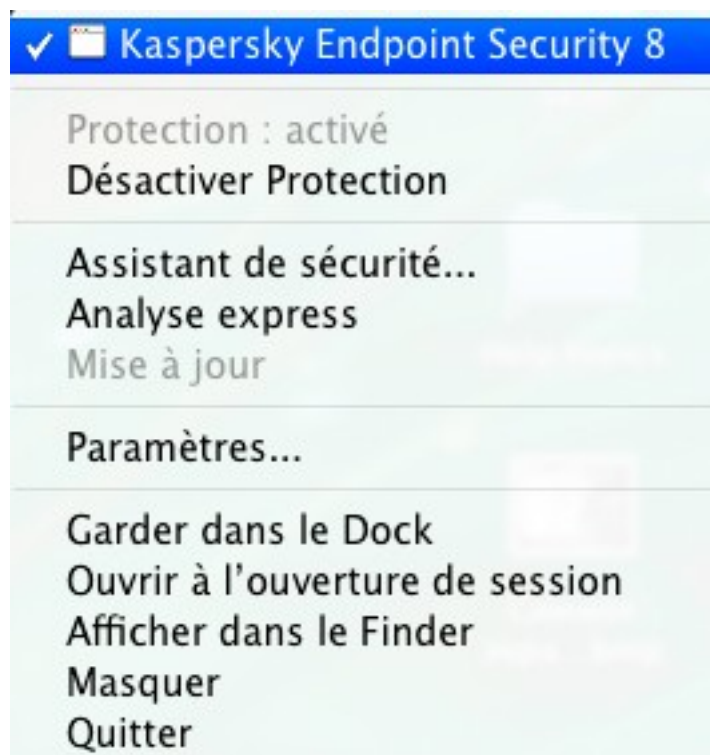 ✓ Kaspersky Endpoint Security 8
Protection : activé
Désactiver Protection
Assistant de sécurité...
Analyse express
Mise à jour
Paramètres...
Garder dans le Dock
Ouvrir à l’ouverture de session
Afficher dans le Finder
Masquer
Quitter